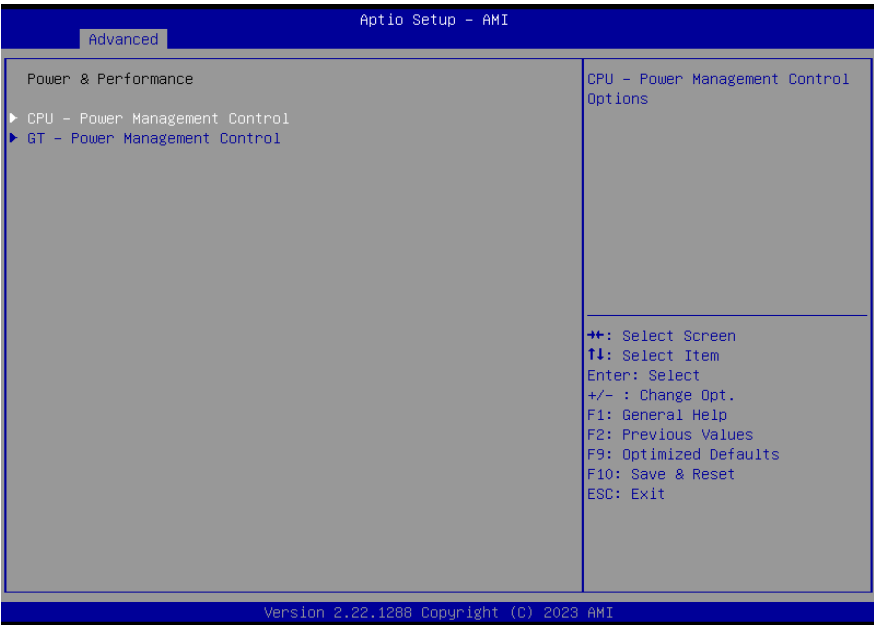 Aptio Setup – AMI
Advanced
Power & Performance
▶ CPU – Power Management Control
▶ GT – Power Management Control
CPU – Power Management Control
Options
→←: Select Screen
↑↓: Select Item
Enter: Select
+/- : Change Opt.
F1: General Help
F2: Previous Values
F9: Optimized Defaults
F10: Save & Reset
ESC: Exit
Version 2.22.1288 Copyright (C) 2023 AMI